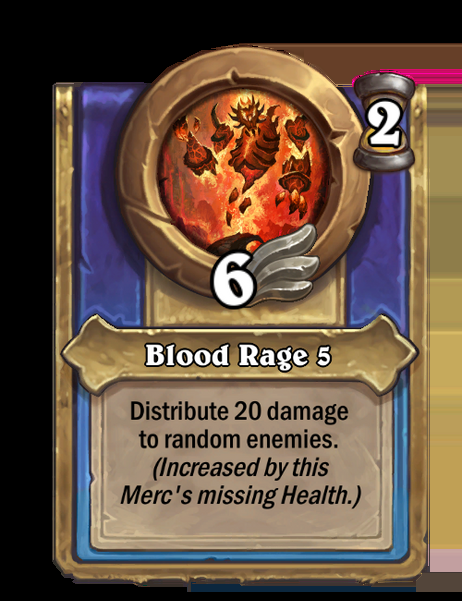 2
6
Blood Rage 5
Distribute 20 damage
to random enemies.
(Increased by this
Merc's missing Health.)